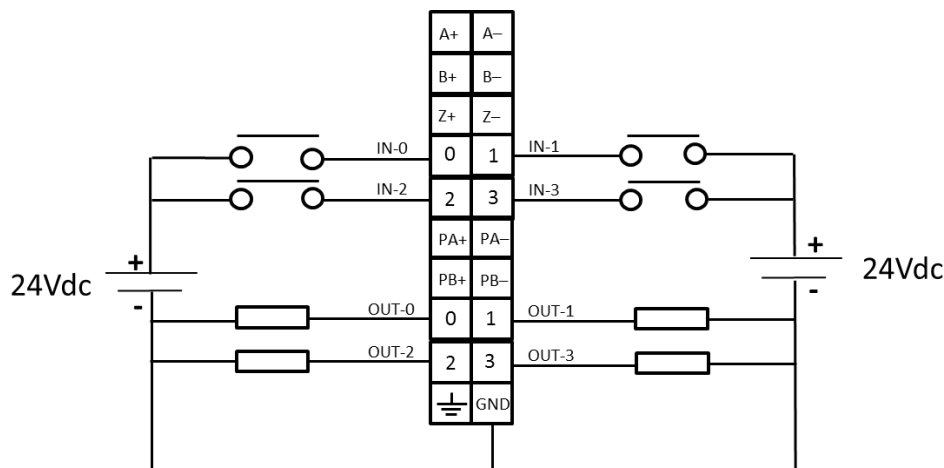 A+ A−
B+ B−
Z+ Z−
IN-0 0 1 IN-1
IN-2 2 3 IN-3
PA+ PA−
+ +
24Vdc PB+ PB− 24Vdc
- -
OUT-0 0 1 OUT-1
OUT-2 2 3 OUT-3
GND